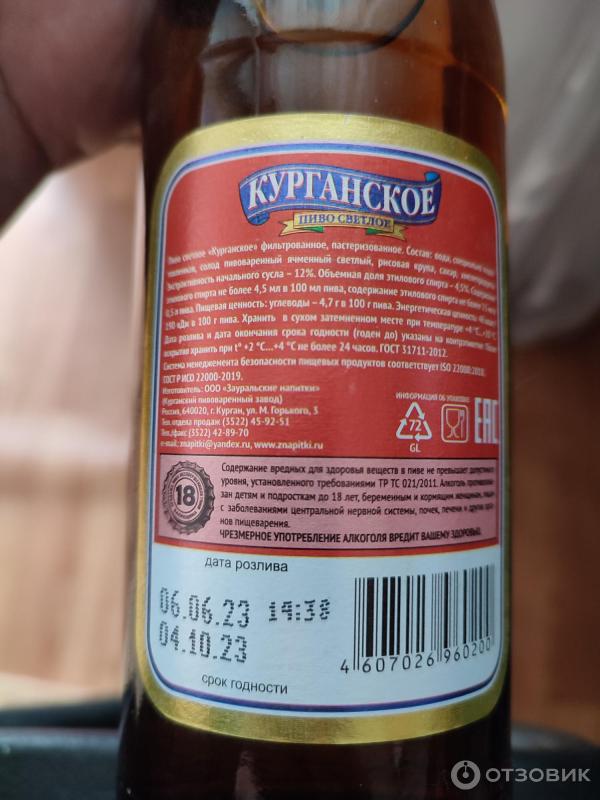 КУРГАНСКОЕ
ПИВО СВЕТЛОЕ
Пиво светлое «Курганское» фильтрованное, пастеризованное. Состав: вода, специально
солод пивоваренный ячменный светлый, рисовая крупа, сахар,
Экстрактивность начального сусла – 12%. Объемная доля этилового спирта – 4,5%.
этилового спирта не более 4,5 мл в 100 мл пива, содержание этилового спирта не более
0,5 л пива. Пищевая ценность: углеводы – 4,7 г в 100 г пива. Энергетическая ценность:
190 кДж в 100 г пива. Хранить в сухом затемненном месте при температуре
Дата розлива и дата окончания срока годности (годен до) указаны на контрэтикетке. После
вскрытия хранить при t° +2 °С...+4 °С не более 24 часов. ГОСТ 31711-2012.
Система менеджмента безопасности пищевых продуктов соответствует ISO 22000:2018,
ГОСТ Р ИСО 22000-2019.
Изготовитель: ООО «Зауральские напитки»
(Курганский пивоваренный завод)
Россия, 640020, г. Курган, ул. М. Горького, 3
Тел. отдела продаж (3522) 45-92-51
Тел./факс (3522) 42-89-70
e-mail: znapitki@yandex.ru, www.znapitki.ru
ИНФОРМАЦИЯ ОБ УПАКОВКЕ
72
GL
EAC
18
Содержание вредных для здоровья веществ в пиве не превышает допустимого
уровня, установленного требованиями ТР ТС 021/2011. Алкоголь противопока-
зан детям и подросткам до 18 лет, беременным и кормящим женщинам, лицам
с заболеваниями центральной нервной системы, почек, печени и других орга-
нов пищеварения.
ЧРЕЗМЕРНОЕ УПОТРЕБЛЕНИЕ АЛКОГОЛЯ ВРЕДИТ ВАШЕМУ ЗДОРОВЬЮ.
дата розлива
06.06.23 19:38
04.10.23
срок годности
4 607026 960200
ОТЗОВИК